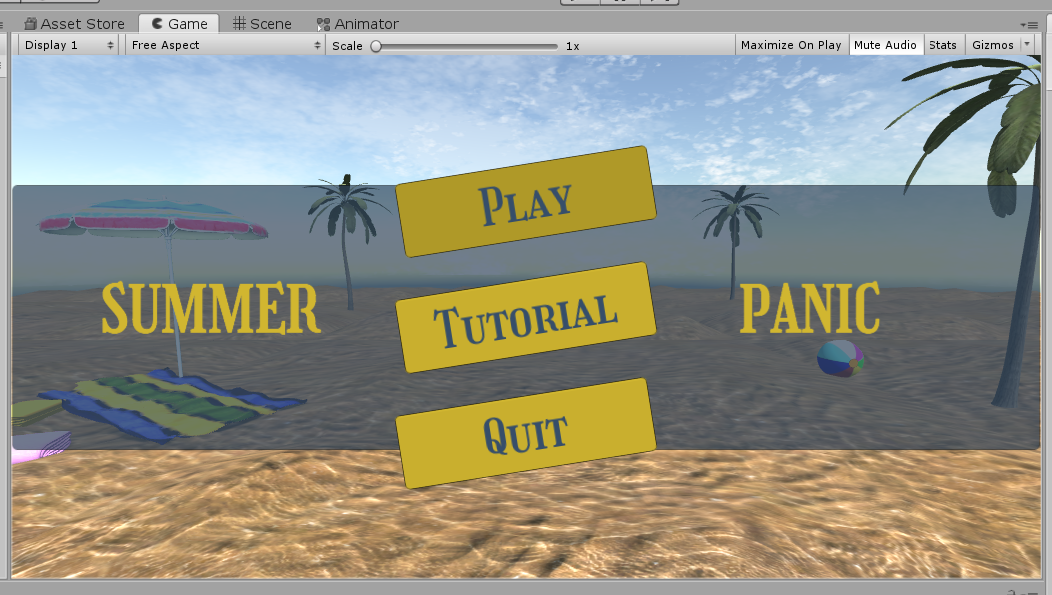 Asset Store Game Scene Animator
Display 1 Free Aspect Scale 1x Maximize On Play Mute Audio Stats Gizmos
PLAY
SUMMER TUTORIAL PANIC
QUIT